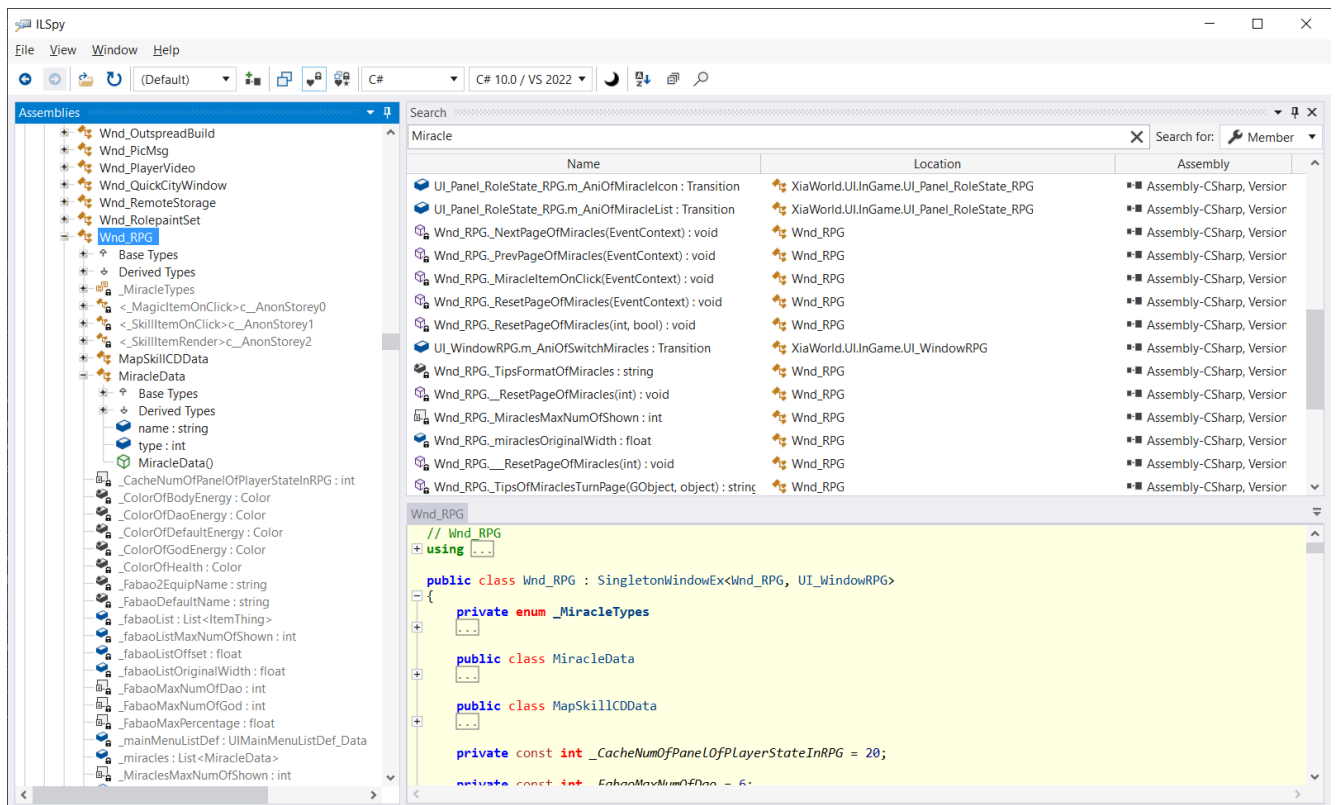 ILSpy
File View Window Help
(Default) C# C# 10.0 / VS 2022
Assemblies
Wnd_OutspreadBuild
Wnd_PicMsg
Wnd_PlayerVideo
Wnd_QuickCityWindow
Wnd_RemoteStorage
Wnd_RolepaintSet
Wnd_RPG
Base Types
Derived Types
_MiracleTypes
<_MagicItemOnClick>c__AnonStorey0
<_SkillItemOnClick>c__AnonStorey1
<_SkillItemRender>c__AnonStorey2
MapSkillCDData
MiracleData
Base Types
Derived Types
name : string
type : int
MiracleData()
_CacheNumOfPanelOfPlayerStateInRPG : int
_ColorOfBodyEnergy : Color
_ColorOfDaoEnergy : Color
_ColorOfDefaultEnergy : Color
_ColorOfGodEnergy : Color
_ColorOfHealth : Color
_Fabao2EquipName : string
_FabaoDefaultName : string
_fabaoList : List<ItemThing>
_fabaoListMaxNumOfShown : int
_fabaoListOffset : float
_fabaoListOriginalWidth : float
_FabaoMaxNumOfDao : int
_FabaoMaxNumOfGod : int
_FabaoMaxPercentage : float
_mainMenuListDef : UIMainMenuListDef_Data
_miracles : List<MiracleData>
_MiraclesMaxNumOfShown : int
Search
Miracle Search for: Member
Name Location Assembly
UI_Panel_RoleState_RPG.m_AniOfMiracleIcon : Transition XiaWorld.UI.InGame.UI_Panel_RoleState_RPG Assembly-CSharp, Version
UI_Panel_RoleState_RPG.m_AniOfMiracleList : Transition XiaWorld.UI.InGame.UI_Panel_RoleState_RPG Assembly-CSharp, Version
Wnd_RPG._NextPageOfMiracles(EventContext) : void Wnd_RPG Assembly-CSharp, Version
Wnd_RPG._PrevPageOfMiracles(EventContext) : void Wnd_RPG Assembly-CSharp, Version
Wnd_RPG._MiracleItemOnClick(EventContext) : void Wnd_RPG Assembly-CSharp, Version
Wnd_RPG._ResetPageOfMiracles(EventContext) : void Wnd_RPG Assembly-CSharp, Version
Wnd_RPG._ResetPageOfMiracles(int, bool) : void Wnd_RPG Assembly-CSharp, Version
UI_WindowRPG.m_AniOfSwitchMiracles : Transition XiaWorld.UI.InGame.UI_WindowRPG Assembly-CSharp, Version
Wnd_RPG._TipsFormatOfMiracles : string Wnd_RPG Assembly-CSharp, Version
Wnd_RPG.__ResetPageOfMiracles(int) : void Wnd_RPG Assembly-CSharp, Version
Wnd_RPG._MiraclesMaxNumOfShown : int Wnd_RPG Assembly-CSharp, Version
Wnd_RPG._miraclesOriginalWidth : float Wnd_RPG Assembly-CSharp, Version
Wnd_RPG.___ResetPageOfMiracles(int) : void Wnd_RPG Assembly-CSharp, Version
Wnd_RPG._TipsOfMiraclesTurnPage(GObject, object) : string Wnd_RPG Assembly-CSharp, Version
Wnd_RPG
// Wnd_RPG
using ...
public class Wnd_RPG : SingletonWindowEx<Wnd_RPG, UI_WindowRPG>
{
private enum _MiracleTypes
...
public class MiracleData
...
public class MapSkillCDData
...
private const int _CacheNumOfPanelOfPlayerStateInRPG = 20;
private const int _FabaoMaxNumOfDao = 6;